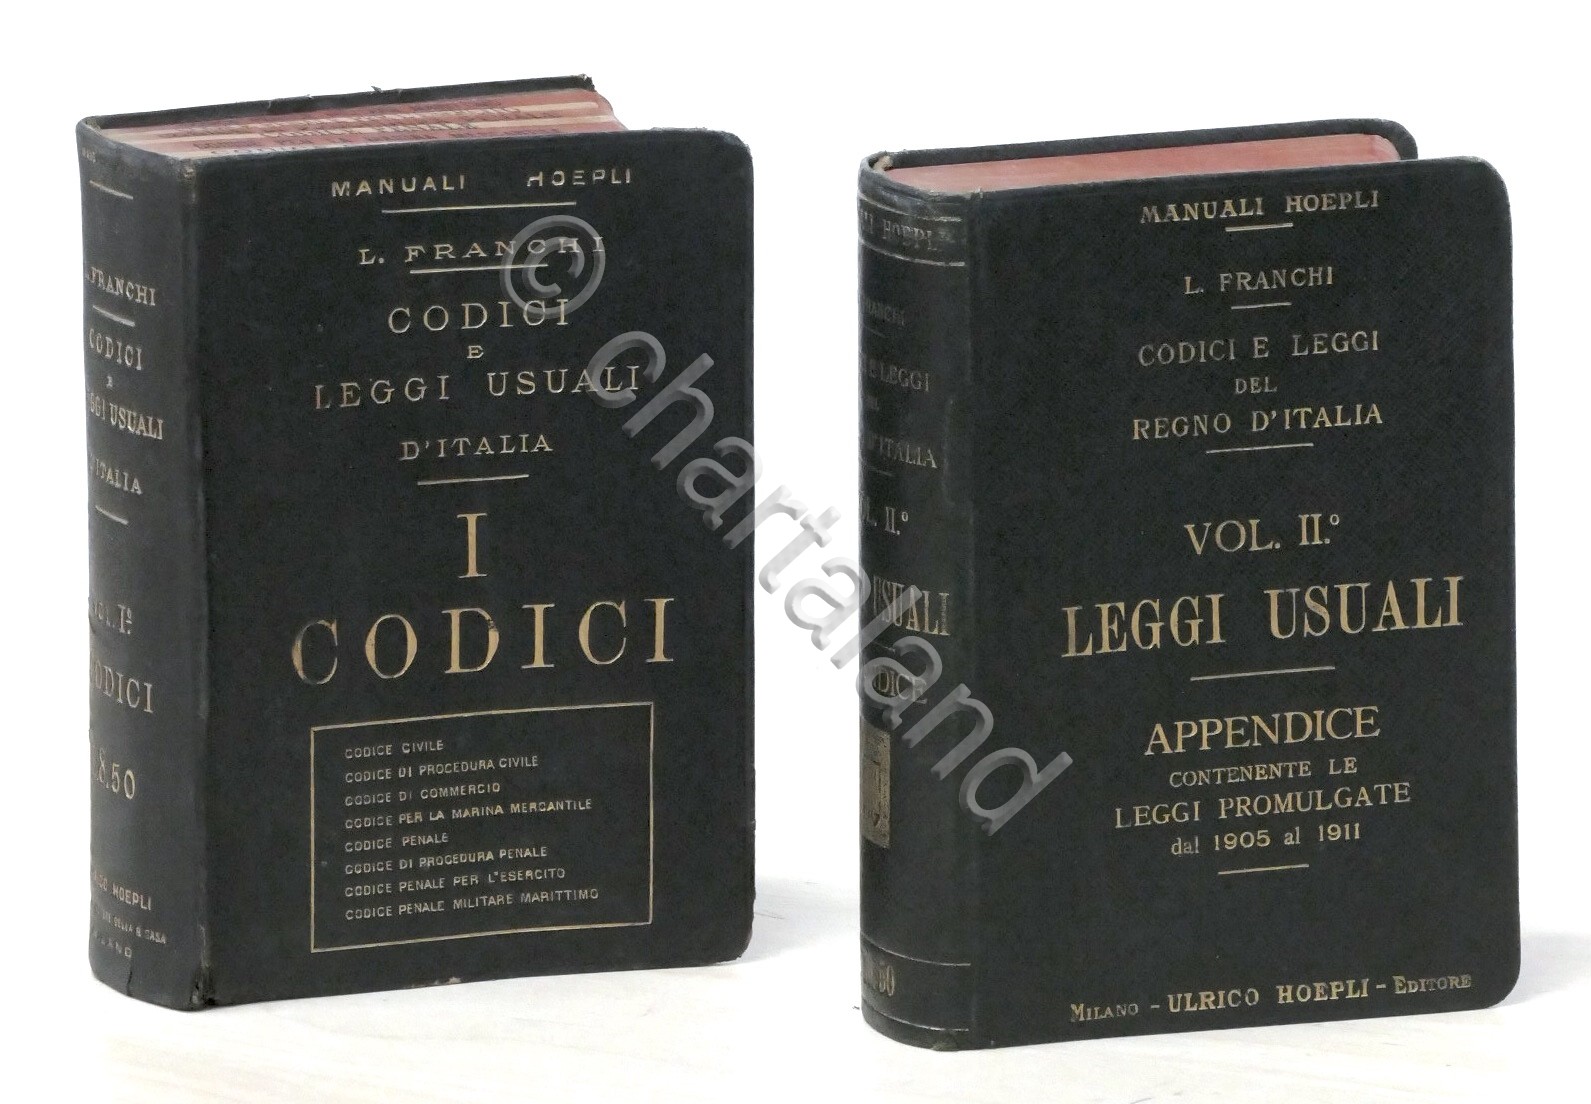 MANUALI HOEPLI
L. FRANCHI
CODICI
E
LEGGI USUALI
D'ITALIA
I
CODICI
CODICE CIVILE
CODICE DI PROCEDURA CIVILE
CODICE DI COMMERCIO
CODICE PER LA MARINA MERCANTILE
CODICE PENALE
CODICE DI PROCEDURA PENALE
CODICE PENALE PER L'ESERCITO
CODICE PENALE MILITARE MARITTIMO
FRANCHI
CODICI
E
USUALI
ITALIA
VOL. Iº
CODICI
8.50
HOEPLI
MANUALI HOEPLI
L. FRANCHI
CODICI E LEGGI
DEL
REGNO D'ITALIA
VOL. II.º
LEGGI USUALI
APPENDICE
CONTENENTE LE
LEGGI PROMULGATE
dal 1905 al 1911
MILANO - ULRICO HOEPLI - EDITORE
HOEPL
E LEGGI
D'ITALIA
II.º
USUALI
50
© chartaland